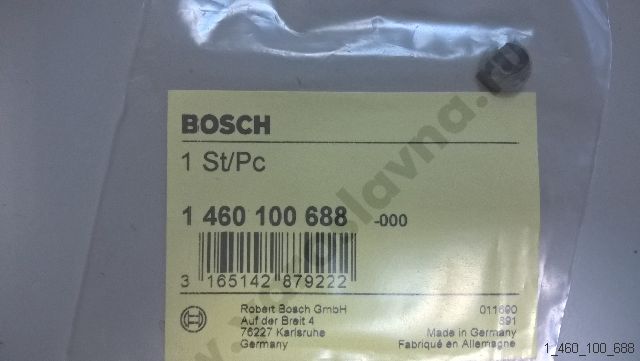 BOSCH
1 St/Pc
1 460 100 688 -000
3 165142 879222
Robert Bosch GmbH
Auf der Breit 4
76227 Karlsruhe
Germany
011690
891
Made in Germany
Fabriqué en Allemagne
1_460_100_688